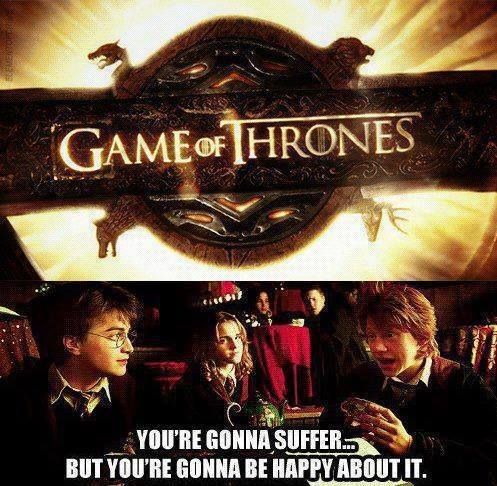 GAME OF THRONES
YOU'RE GONNA SUFFER...
BUT YOU'RE GONNA BE HAPPY ABOUT IT.